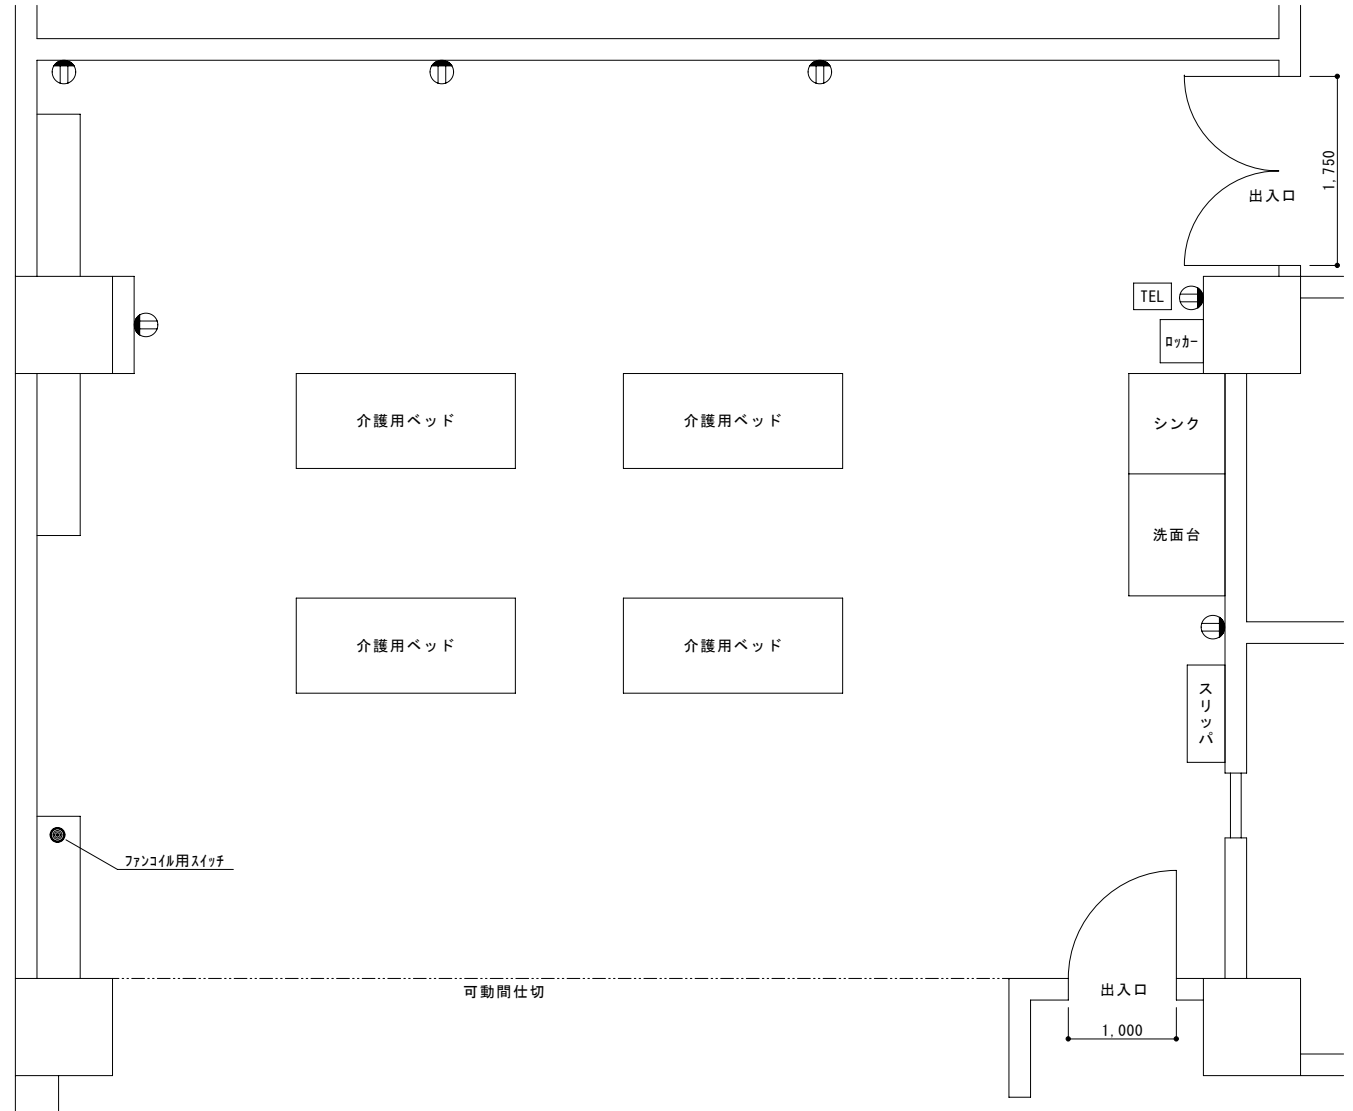 1,750
出入口
TEL
ﾛｯｶｰ
介護用ベッド
介護用ベッド
シンク
洗面台
介護用ベッド
介護用ベッド
スリッパ
ﾌｧﾝｺｲﾙ用ｽｲｯﾁ
可動間仕切
出入口
1,000